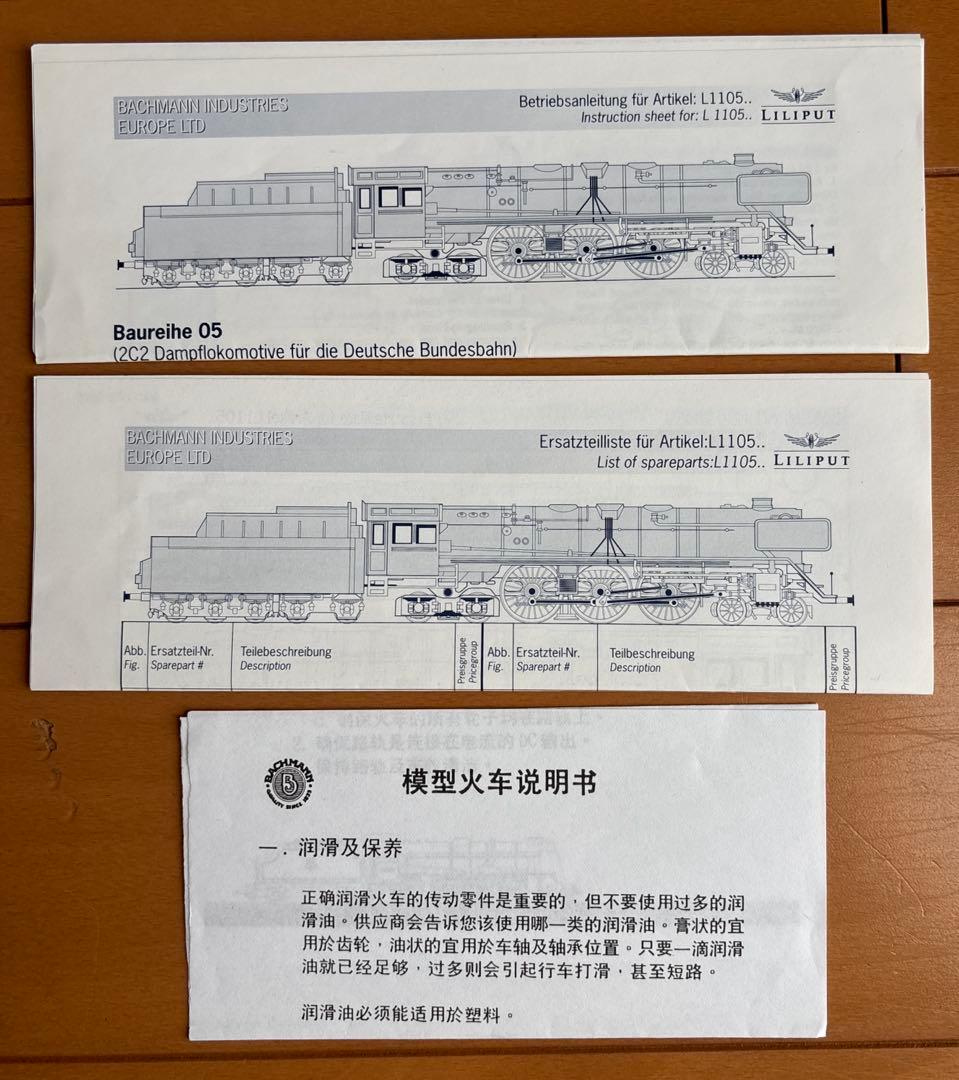 BACHMANN INDUSTRIES
EUROPE LTD
Betriebsanleitung für Artikel: L1105..
Instruction sheet for: L 1105..
LILIPUT
Baureihe 05
(2C2 Dampflokomotive für die Deutsche Bundesbahn)
BACHMANN INDUSTRIES
EUROPE LTD
Ersatzteilliste für Artikel:L1105..
List of spareparts:L1105..
LILIPUT
Abb. Ersatzteil-Nr. Teilebeschreibung Preisgruppe Abb. Ersatzteil-Nr. Teilbeschreibung Preisgruppe
Fig. Sparepart # Description Pricegroup Fig. Sparepart # Description Pricegroup
BACHMANN
QUALITY SINCE 1833
模型火车说明书
一. 润滑及保养
正确润滑火车的传动零件是重要的，但不要使用过多的润
滑油。供应商会告诉您该使用哪一类的润滑油。膏状的宜
用於齿轮，油状的宜用於车轴及轴承位置。只要一滴润滑
油就已经足够，过多则会引起行车打滑，甚至短路。
润滑油必须能适用於塑料。